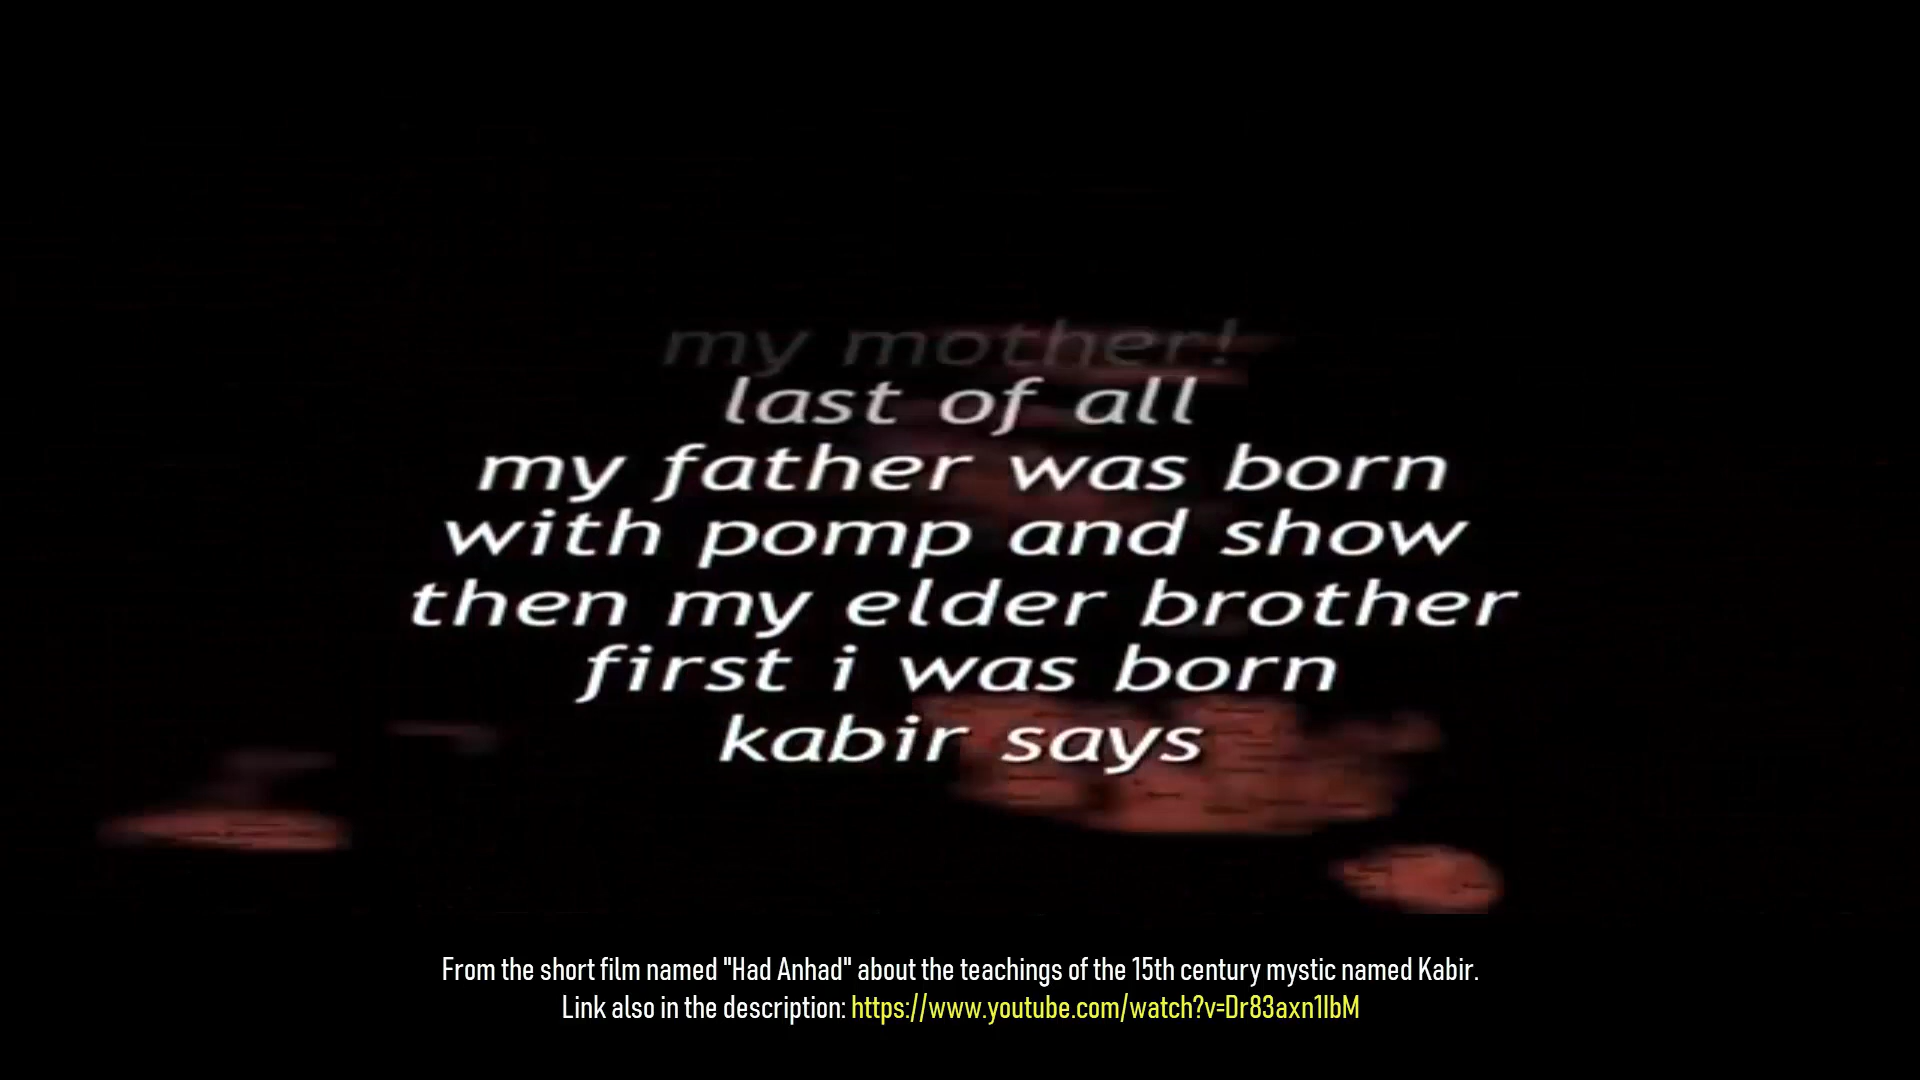 my mother!
last of all
my father was born
with pomp and show
then my elder brother
first i was born
kabir says
From the short film named "Had Anhad" about the teachings of the 15th century mystic named Kabir.
Link also in the description: https://www.youtube.com/watch?v=Dr83axn1IbM